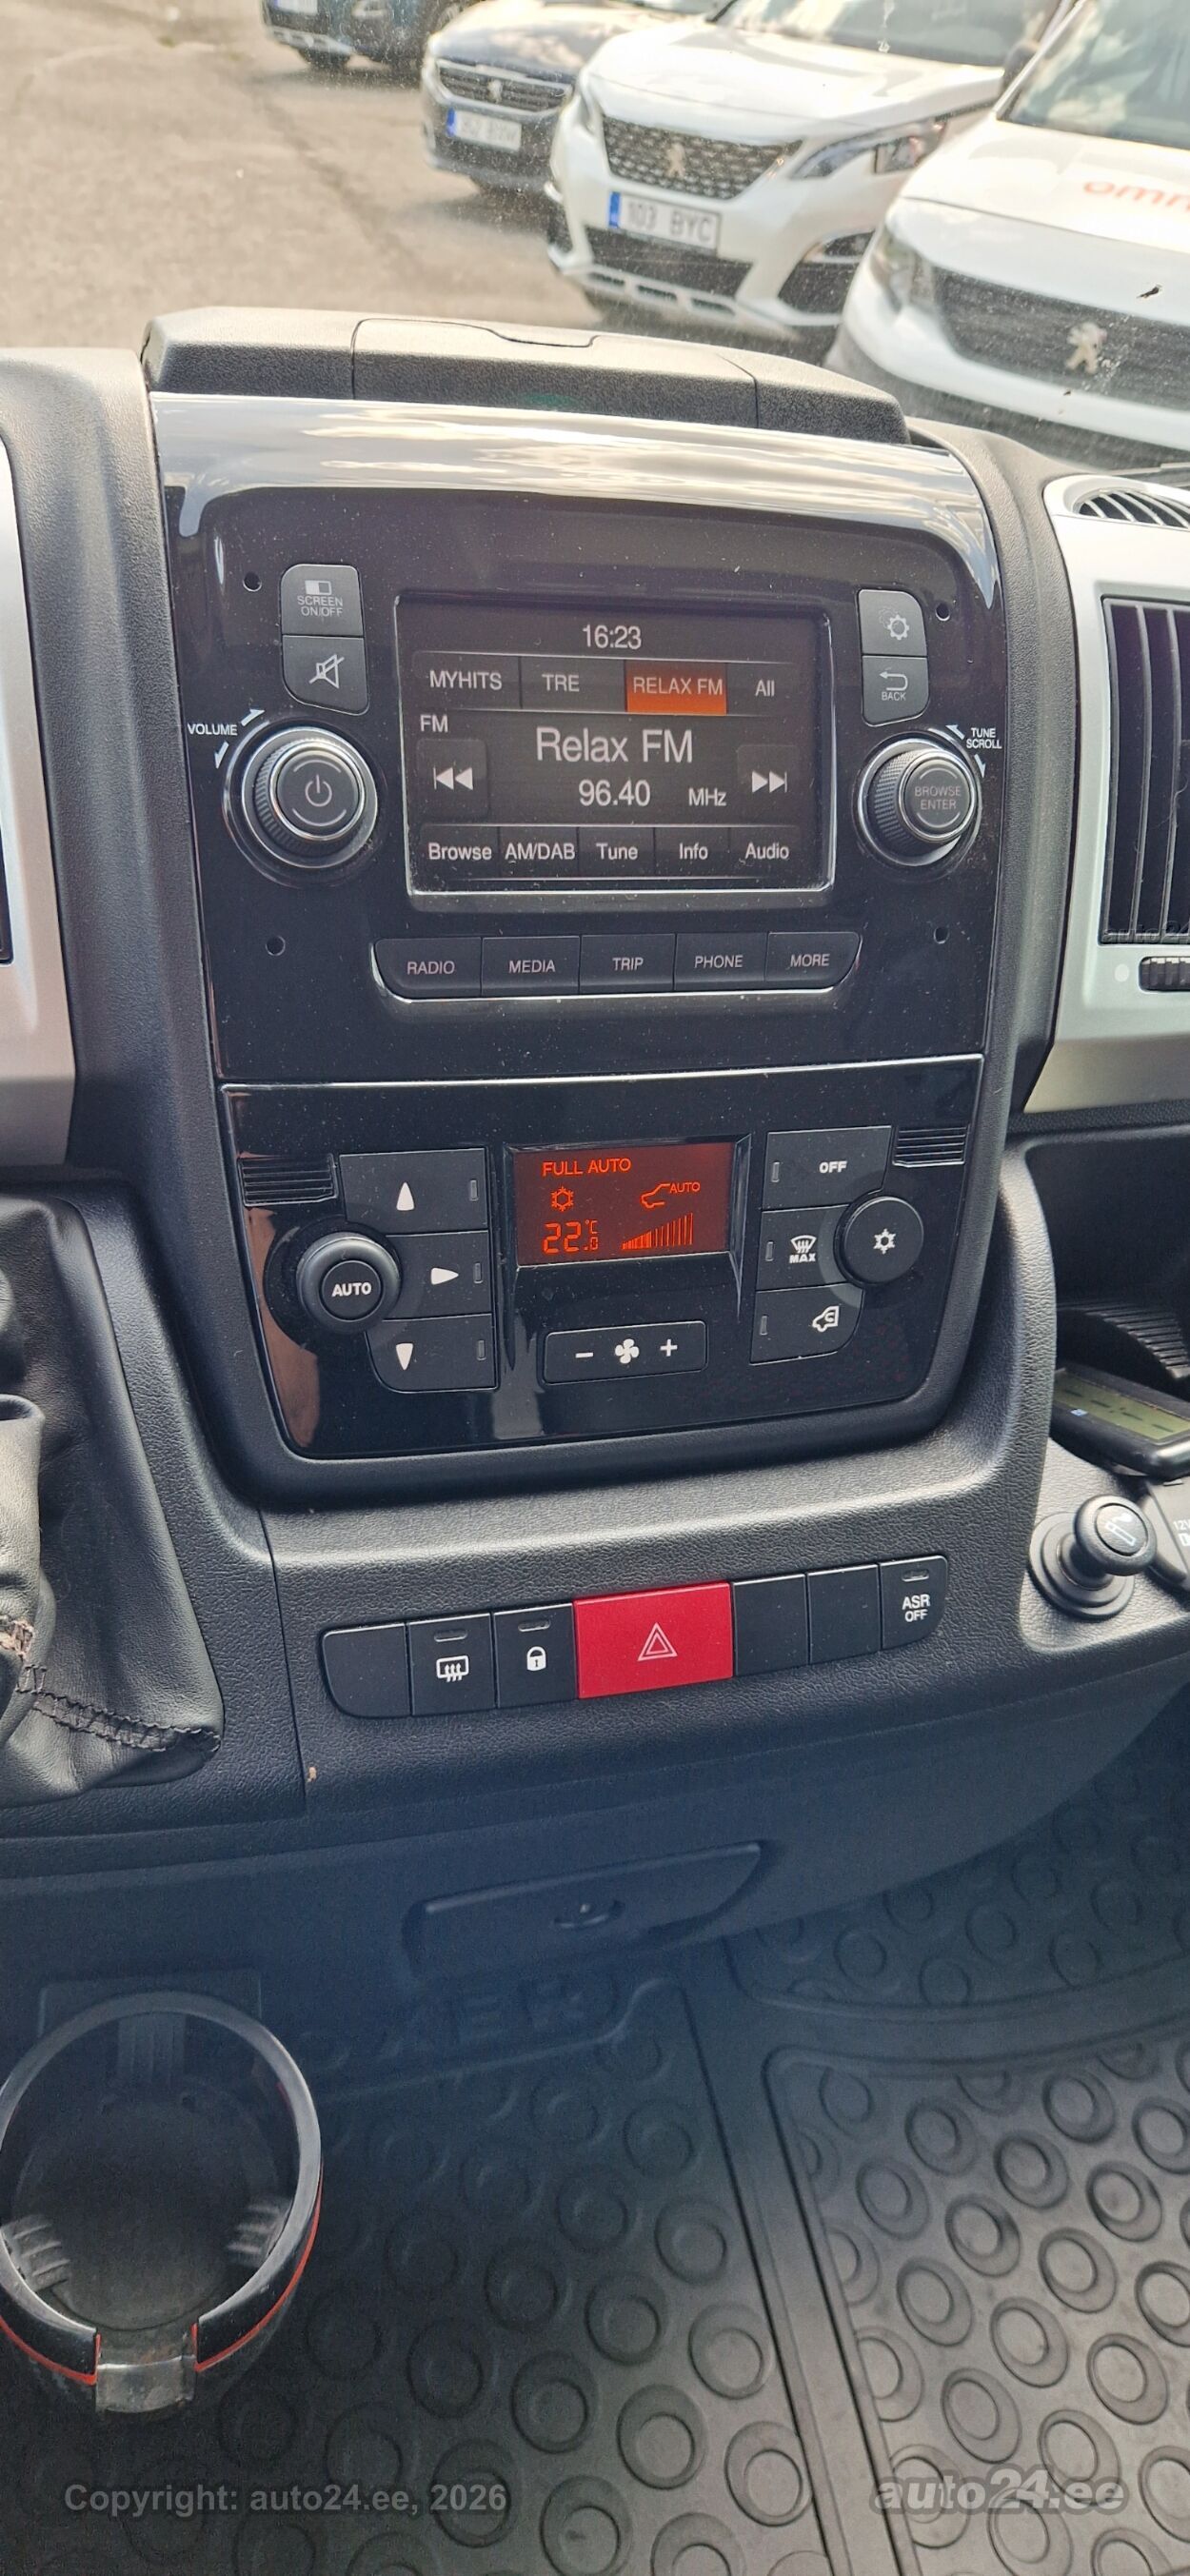 103 BYC
omn
SCREEN
ON/OFF
BACK
VOLUME
TUNE
SCROLL
BROWSE
ENTER
16:23
MYHITS TRE RELAX FM All
FM
Relax FM
96.40 MHz
Browse AM/DAB Tune Info Audio
RADIO MEDIA TRIP PHONE MORE
FULL AUTO
AUTO
22.0 °C
OFF
AUTO
MAX
- +
ASR
OFF
12V
Copyright: auto24.ee, 2026
auto24.ee